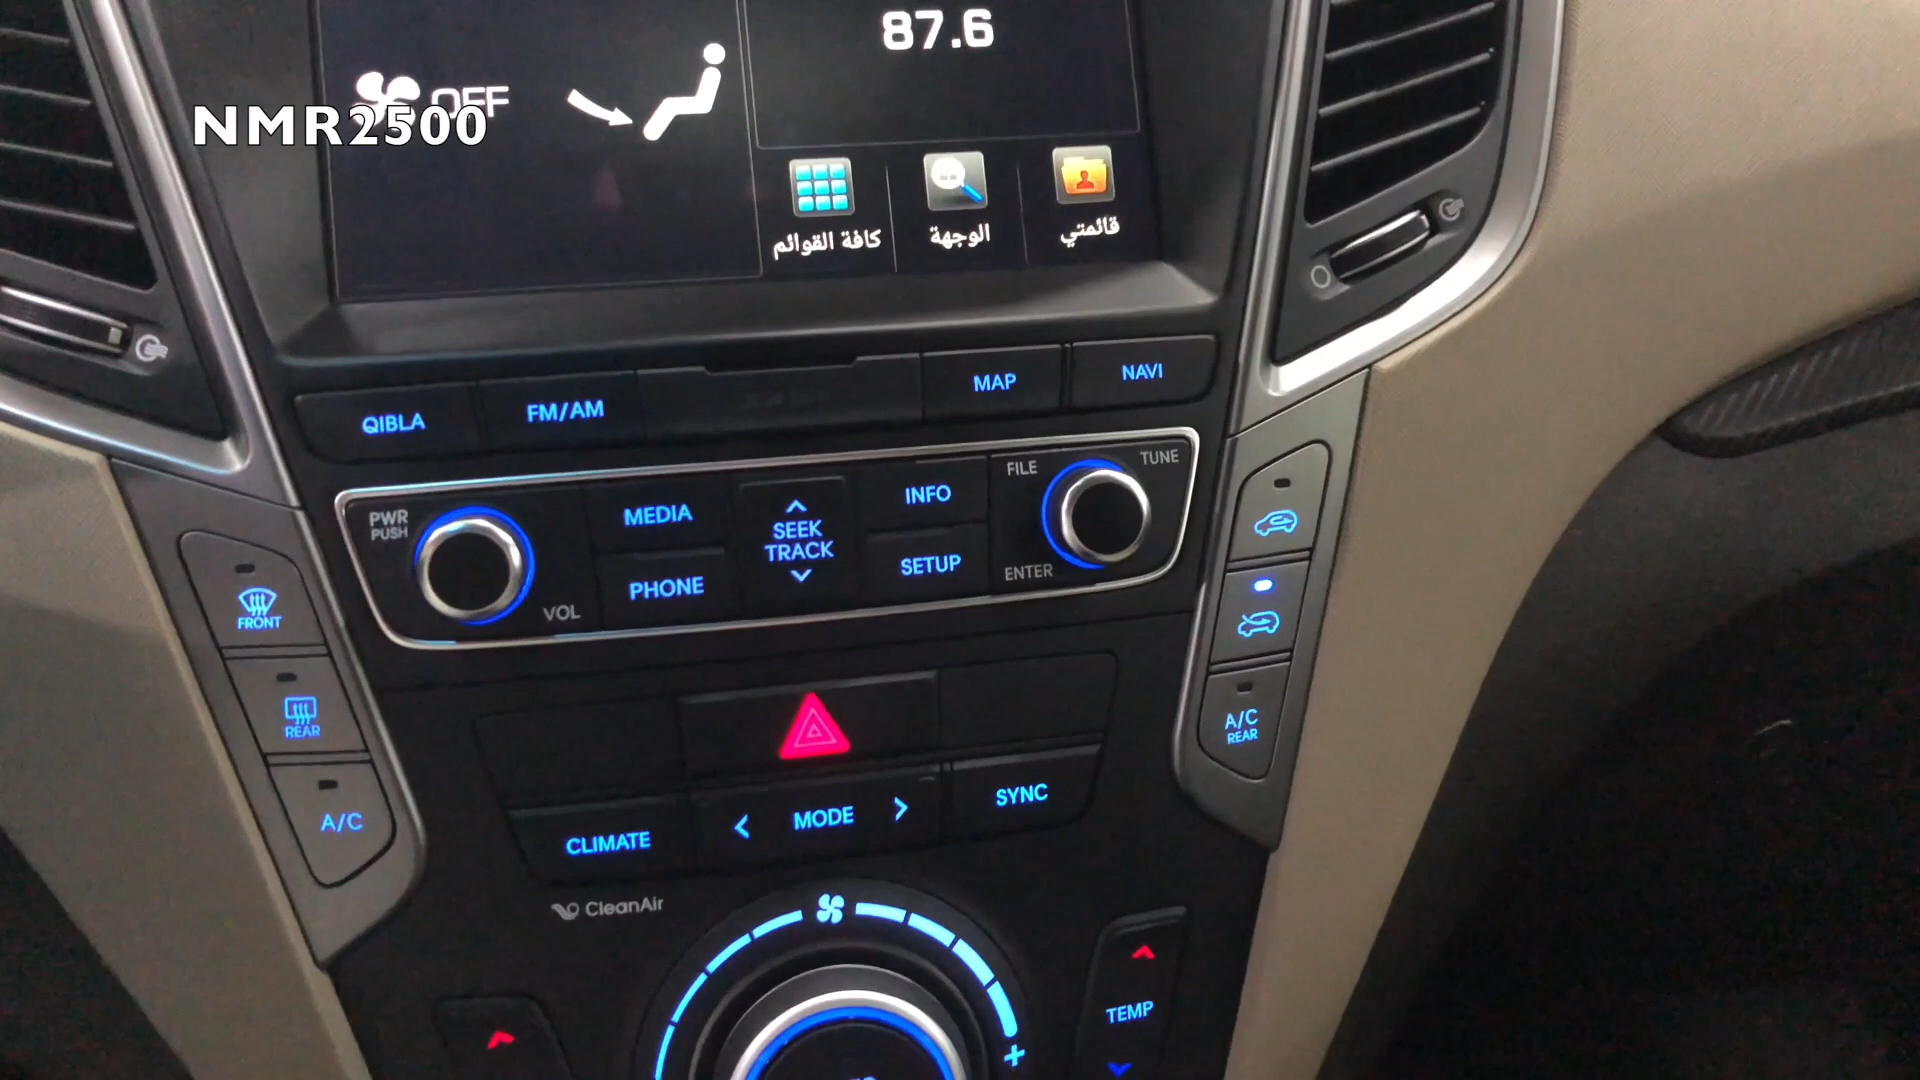 87.6
OFF
NMR2500
كافة القوائم
الوجهة
قائمتي
QIBLA
FM/AM
MAP
NAVI
PWR
PUSH
VOL
MEDIA
PHONE
SEEK
TRACK
INFO
SETUP
FILE
TUNE
ENTER
FRONT
REAR
A/C
A/C
REAR
CLIMATE
MODE
SYNC
CleanAir
TEMP